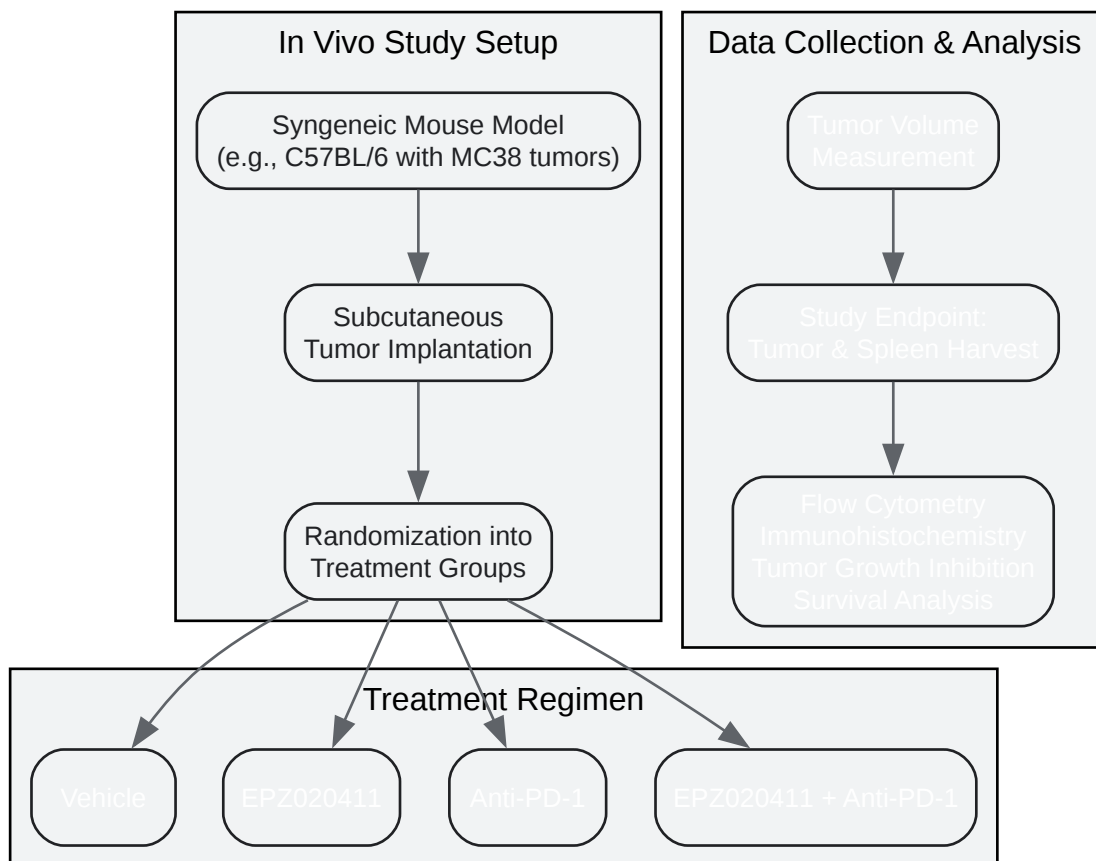 In Vivo Study Setup
Syngeneic Mouse Model
(e.g., C57BL/6 with MC38 tumors)
Subcutaneous
Tumor Implantation
Randomization into
Treatment Groups
Data Collection & Analysis
Tumor Volume
Measurement
Study Endpoint:
Tumor & Spleen Harvest
Flow Cytometry
Immunohistochemistry
Tumor Growth Inhibition
Survival Analysis
Treatment Regimen
Vehicle
EPZ020411
Anti-PD-1
EPZ020411 + Anti-PD-1